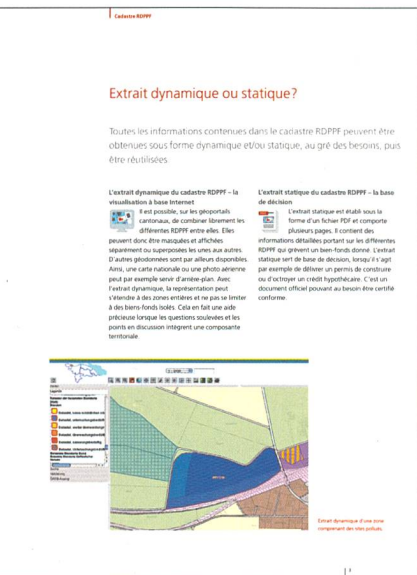 Cadastre RDPPF
Extrait dynamique ou statique?
Toutes les informations contenues dans le cadastre RDPPF peuvent être
obtenues sous forme dynamique et/ou statique, au gré des besoins, puis
être réutilisées.
L'extrait dynamique du cadastre RDPPF – la
visualisation à base Internet
Il est possible, sur les géoportails
cantonaux, de combiner librement les
différentes RDPPF entre elles. Elles
peuvent donc être masquées et affichées
séparément ou superposées les unes aux autres.
D'autres géodonnées sont par ailleurs disponibles.
Ainsi, une carte nationale ou une photo aérienne
peut par exemple servir d'arrière-plan. Avec
l'extrait dynamique, la représentation peut
s'étendre à des zones entières et ne pas se limiter
à des biens-fonds isolés. Cela en fait une aide
précieuse lorsque les questions soulevées et les
points en discussion intègrent une composante
territoriale.
L'extrait statique du cadastre RDPPF – la base
de décision
L'extrait statique est établi sous la
forme d'un fichier PDF et comporte
plusieurs pages. Il contient des
informations détaillées portant sur les différentes
RDPPF qui grèvent un bien-fonds donné. L'extrait
statique sert de base de décision, lorsqu'il s'agit
par exemple de délivrer un permis de construire
ou d'octroyer un crédit hypothécaire. C'est un
document officiel pouvant au besoin être certifié
conforme.
Extrait dynamique d'une zone
comprenant des sites pollués.